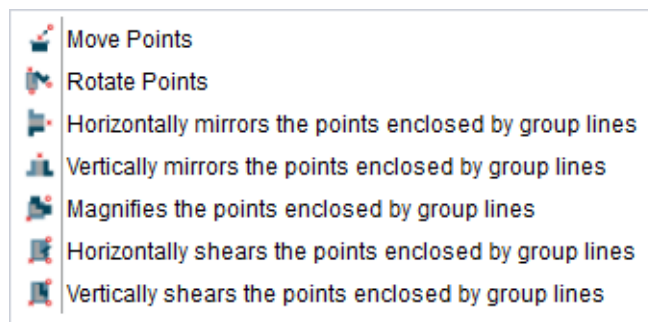 Move Points
Rotate Points
Horizontally mirrors the points enclosed by group lines
Vertically mirrors the points enclosed by group lines
Magnifies the points enclosed by group lines
Horizontally shears the points enclosed by group lines
Vertically shears the points enclosed by group lines